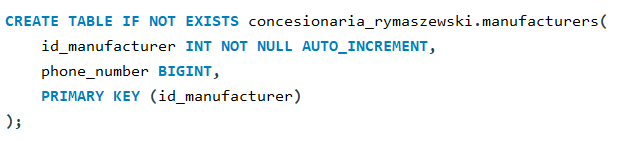 CREATE TABLE IF NOT EXISTS concesionaria_rymaszewski.manufacturers(
    id_manufacturer INT NOT NULL AUTO_INCREMENT,
    phone_number BIGINT,
    PRIMARY KEY (id_manufacturer)
);